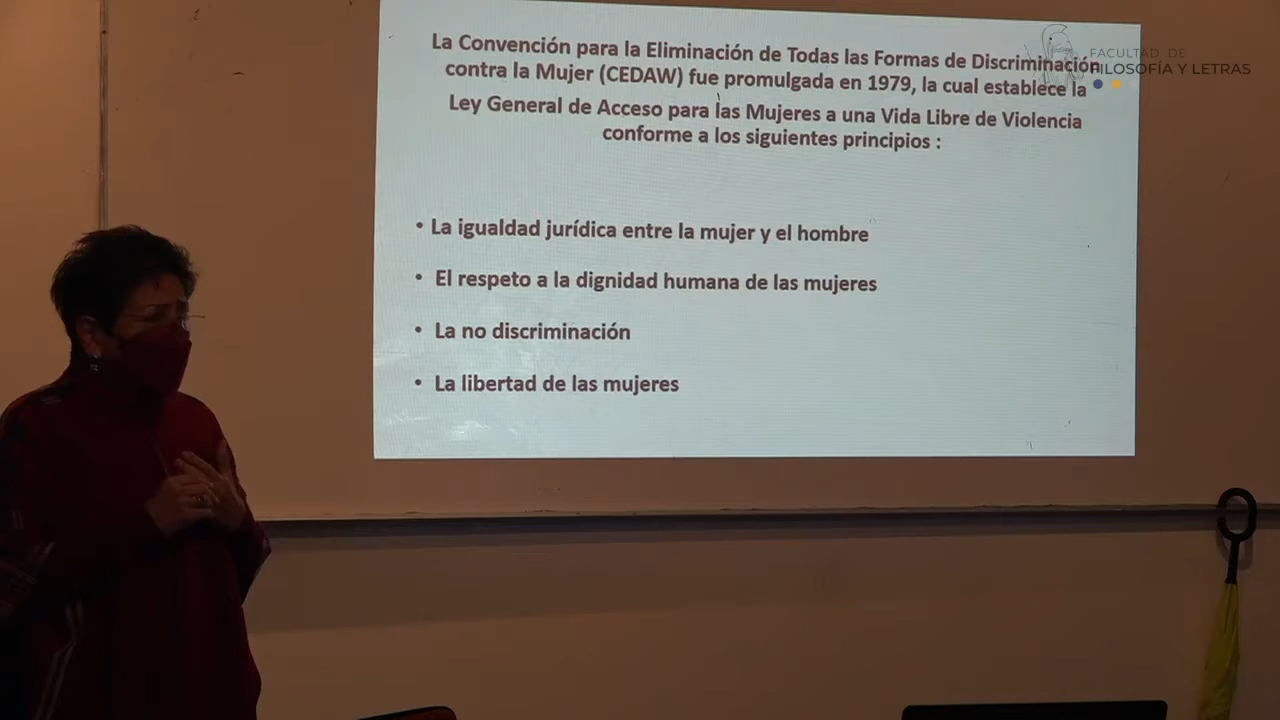 La Convención para la Eliminación de Todas las Formas de Discriminación
contra la Mujer (CEDAW) fue promulgada en 1979, la cual establece la
Ley General de Acceso para las Mujeres a una Vida Libre de Violencia
conforme a los siguientes principios :
• La igualdad jurídica entre la mujer y el hombre
• El respeto a la dignidad humana de las mujeres
• La no discriminación
• La libertad de las mujeres
FACULTAD DE
FILOSOFÍA Y LETRAS